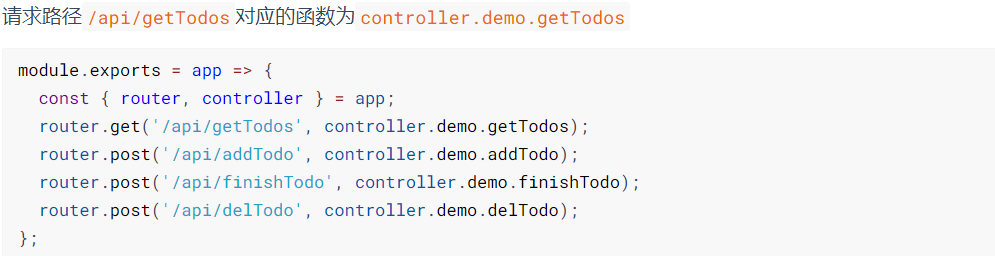 请求路径 /api/getTodos 对应的函数为 controller.demo.getTodos
module.exports = app => {
  const { router, controller } = app;
  router.get('/api/getTodos', controller.demo.getTodos);
  router.post('/api/addTodo', controller.demo.addTodo);
  router.post('/api/finishTodo', controller.demo.finishTodo);
  router.post('/api/delTodo', controller.demo.delTodo);
};